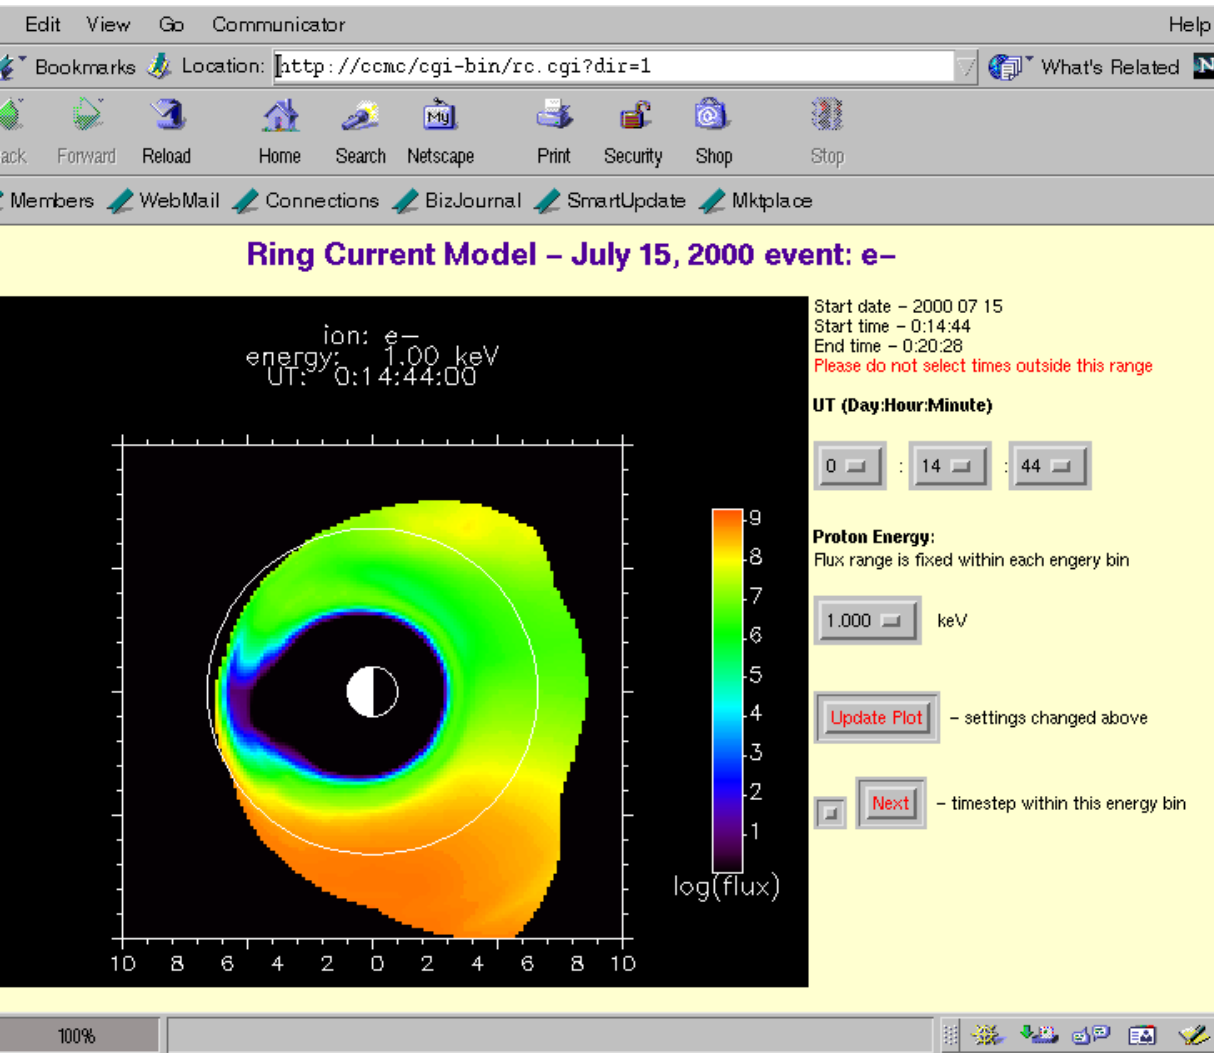 Edit View Go Communicator Help
Bookmarks Location: http://ccmc/cgi-bin/rc.cgi?dir=1 What's Related N
ack Forward Reload Home Search Netscape Print Security Shop Stop
My
Members WebMail Connections BizJournal SmartUpdate Mktplace
Ring Current Model – July 15, 2000 event: e–
ion: e–
energy: 1.00 keV
UT: 0:14:44:00
9
8
7
6
5
4
3
2
1
log(flux)
10 8 6 4 2 0 2 4 6 8 10
Start date – 2000 07 15
Start time – 0:14:44
End time – 0:20:28
Please do not select times outside this range
UT (Day:Hour:Minute)
0 : 14 : 44
Proton Energy:
Flux range is fixed within each engery bin
1.000 keV
Update Plot – settings changed above
Next – timestep within this energy bin
100%